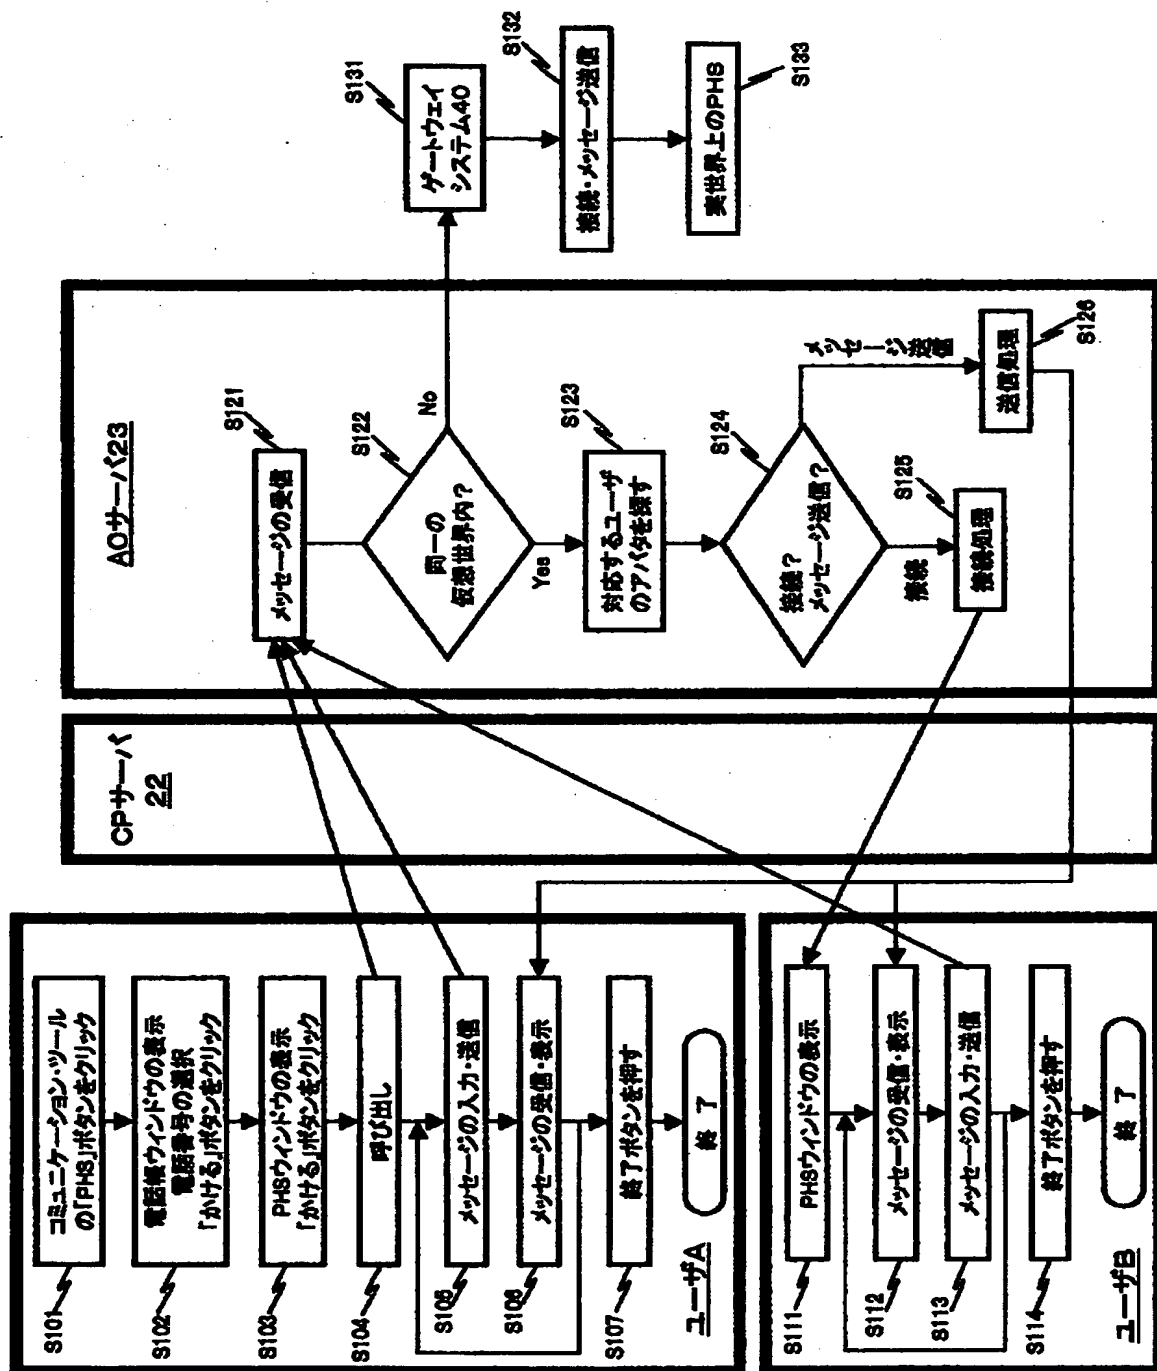 コミュニケーション・ツール
の「PHS」ボタンをクリック
S101
電話帳ウィンドウの表示
電話番号の選択
「かける」ボタンをクリック
S102
PHSウィンドウの表示
「かける」ボタンをクリック
S103
呼び出し
S104
メッセージの入力・送信
S105
メッセージの受信・表示
S106
終了ボタンを押す
S107
終了
ユーザA
PHSウィンドウの表示
S111
メッセージの受信・表示
S112
メッセージの入力・送信
S113
終了ボタンを押す
S114
終了
ユーザB
CPサーバ
22
AOサーバ23
メッセージの受信
S121
同一の
仮想世界内?
S122
No
Yes
対応するユーザ
のアバタを探す
S123
接続?
メッセージ送信?
S124
接続
メッセージ送信
接続処理
S125
送信処理
S126
ゲートウェイ
システム40
S131
接続・メッセージ送信
S132
実世界上のPHS
S133